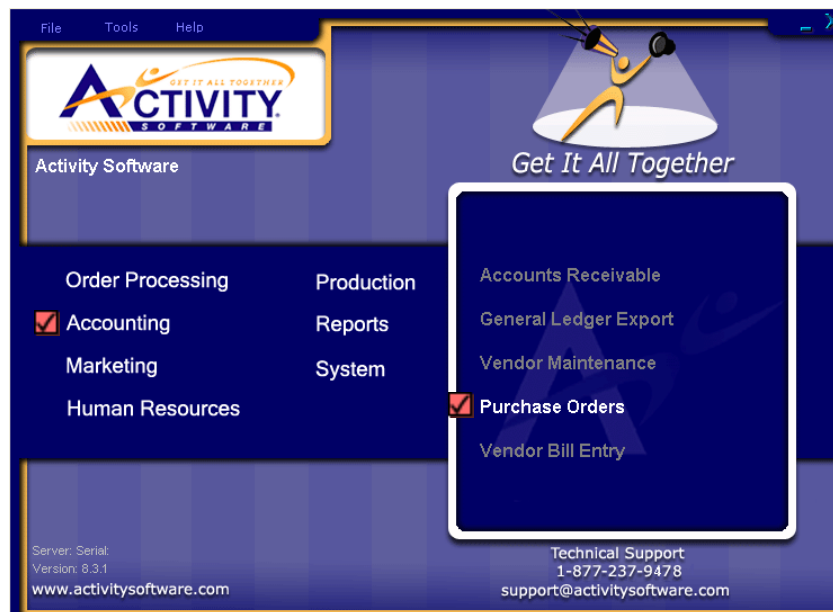 File Tools Help
GET IT ALL TOGETHER
ACTIVITY
SOFTWARE
Activity Software
Get It All Together
Order Processing
Accounting
Marketing
Human Resources
Production
Reports
System
Accounts Receivable
General Ledger Export
Vendor Maintenance
Purchase Orders
Vendor Bill Entry
Server: Serial:
Version: 8.3.1
www.activitysoftware.com
Technical Support
1-877-237-9478
support@activitysoftware.com